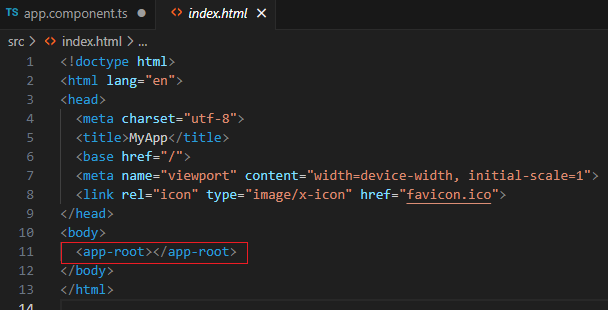 TS app.component.ts
index.html
src > index.html > ...
1 <!doctype html>
2 <html lang="en">
3 <head>
4 <meta charset="utf-8">
5 <title>MyApp</title>
6 <base href="/">
7 <meta name="viewport" content="width=device-width, initial-scale=1">
8 <link rel="icon" type="image/x-icon" href="favicon.ico">
9 </head>
10 <body>
11 <app-root></app-root>
12 </body>
13 </html>
14